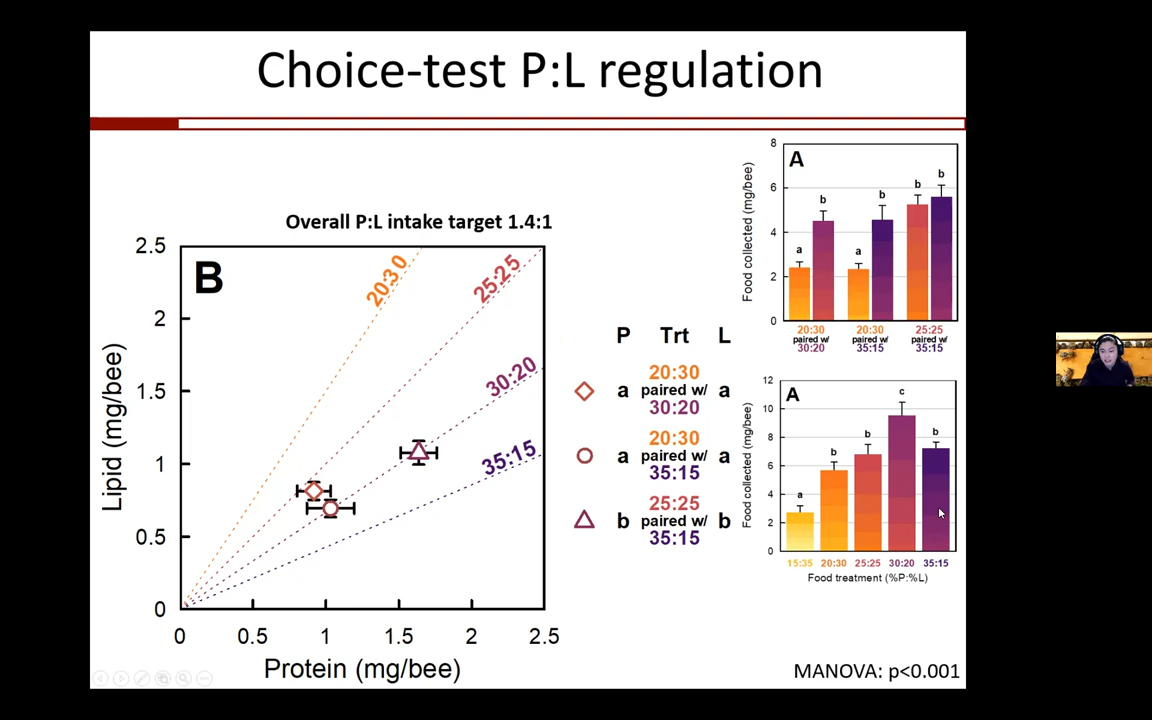 Choice-test P:L regulation
Overall P:L intake target 1.4:1
B
2.5
2
1.5
1
0.5
0
0
0.5
1
1.5
2
2.5
Lipid (mg/bee)
Protein (mg/bee)
20:30
25:25
30:20
35:15
P Trt L
20:30
a paired w/ a
30:20
20:30
a paired w/ a
35:15
25:25
b paired w/ b
35:15
A
8
6
4
2
0
Food collected (mg/bee)
a
b
a
b
b
b
20:30 20:30 25:25
paired w/ paired w/ paired w/
30:20 35:15 35:15
A
12
10
8
6
4
2
0
Food collected (mg/bee)
a
b
b
c
b
15:35 20:30 25:25 30:20 35:15
Food treatment (%P:%L)
MANOVA: p<0.001